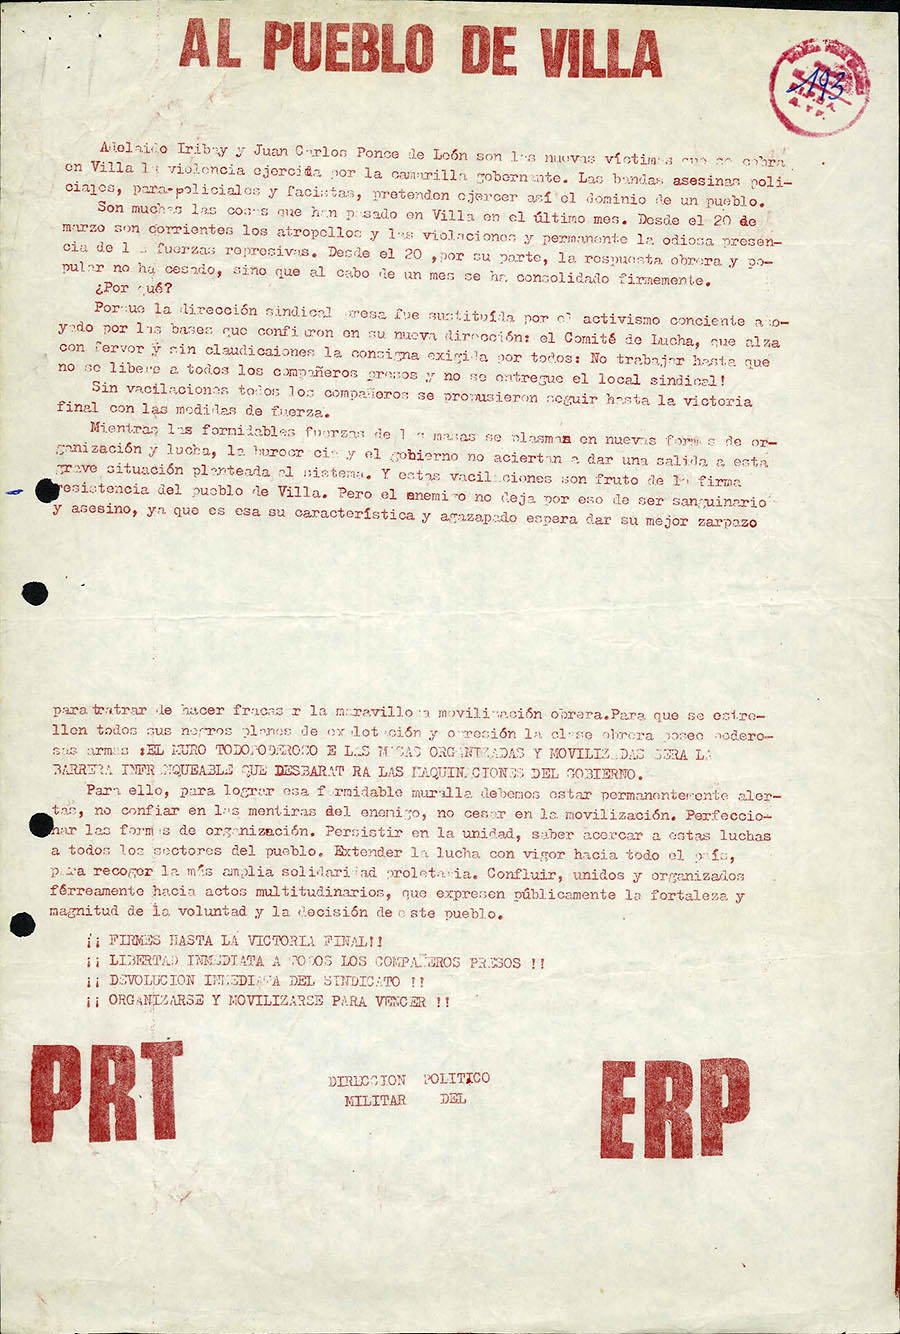 AL PUEBLO DE VILLA
193
Adelaido Iribay y Juan Carlos Ponce de León son las nuevas víctimas que se cobra
en Villa la violencia ejercida por la camarilla gobernante. Las bandas asesinas poli-
ciales, para-policiales y facistas, pretenden ejercer así el dominio de un pueblo.
Son muchas las cosas que han pasado en Villa en el último mes. Desde el 20 de
marzo son corrientes los atropellos y las violaciones y permanente la odiosa presen-
cia de las fuerzas represivas. Desde el 20 ,por su parte, la respuesta obrera y po-
pular no ha cesado, sino que al cabo de un mes se ha consolidado firmemente.
¿Por qué?
Porque la dirección sindical presa fue sustituída por el activismo conciente apo-
yado por las bases que confiaron en su nueva dirección: el Comité de Lucha, que alza
con fervor y sin claudicaiones la consigna exigida por todos: No trabajar hasta que
no se libere a todos los compañeros presos y no se entregue el local sindical!
Sin vacilaciones todos los compañeros se propusieron seguir hasta la victoria
final con las medidas de fuerza.
Mientras las formidables fuerzas de las masas se plasman en nuevas formas de or-
ganización y lucha, la burocracia y el gobierno no aciertan a dar una salida a esta
grave situación planteada al sistema. Y estas vacilaciones son fruto de la firma
resistencia del pueblo de Villa. Pero el enemigo no deja por eso de ser sanguinario
y asesino, ya que es esa su característica y agazapado espera dar su mejor zarpazo
para tratrar de hacer fracasar la maravillosa movilización obrera.Para que se estre-
llen todos sus negros planes de explotación y opresión la clase obrera posee podero-
sas armas :EL MURO TODOPODEROSO E LAS MASAS ORGANIZADAS Y MOVILIZADAS SERA LA
BARRERA INFRANQUEABLE QUE DESBARATARA LAS MAQUINACIONES DEL GOBIERNO.
Para ello, para lograr esa formidable muralla debemos estar permanentemente aler-
tas, no confiar en las mentiras del enemigo, no cesar en la movilización. Perfeccio-
nar las formas de organización. Persistir en la unidad, saber acercar a estas luchas
a todos los sectores del pueblo. Extender la lucha con vigor hacia todo el país,
para recoger la más amplia solidaridad proletaria. Confluir, unidos y organizados
férreamente hacia actos multitudinarios, que expresen públicamente la fortaleza y
magnitud de la voluntad y la decisión de este pueblo.
¡¡ FIRMES HASTA LA VICTORIA FINAL!!
¡¡ LIBERTAD INMEDIATA A TODOS LOS COMPAÑEROS PRESOS !!
¡¡ DEVOLUCION INMEDIATA DEL SINDICATO !!
¡¡ ORGANIZARSE Y MOVILIZARSE PARA VENCER !!
PRT
DIRECCION POLITICO
MILITAR DEL
ERP